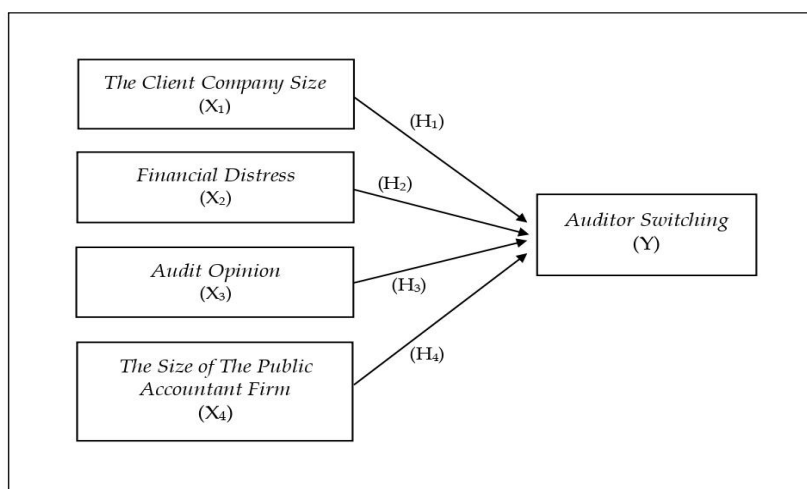 The Client Company Size
(X₁)
(H₁)
Financial Distress
(X₂)
(H₂)
Auditor Switching
(Y)
Audit Opinion
(X₃)
(H₃)
The Size of The Public
Accountant Firm
(X₄)
(H₄)